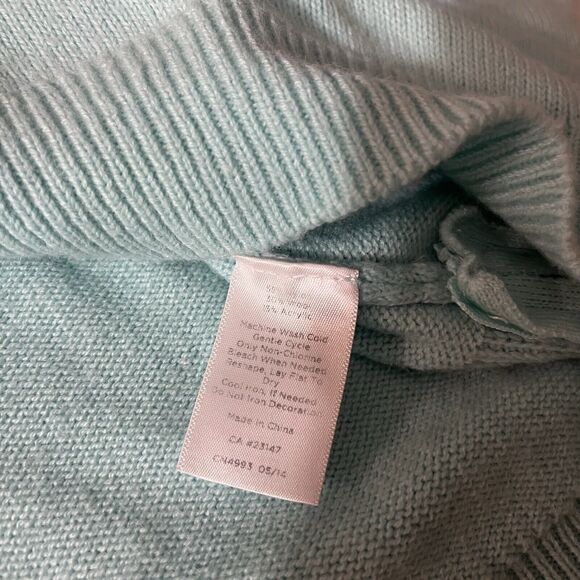 15% Acrylic
Machine Wash Cold
Gentle Cycle
Only Non-Chlorine
Bleach When Needed
Reshape, Lay Flat To
Dry
Cool Iron, If Needed
Do Not Iron Decoration
Made in China
CA #23147
CN4993 05/14